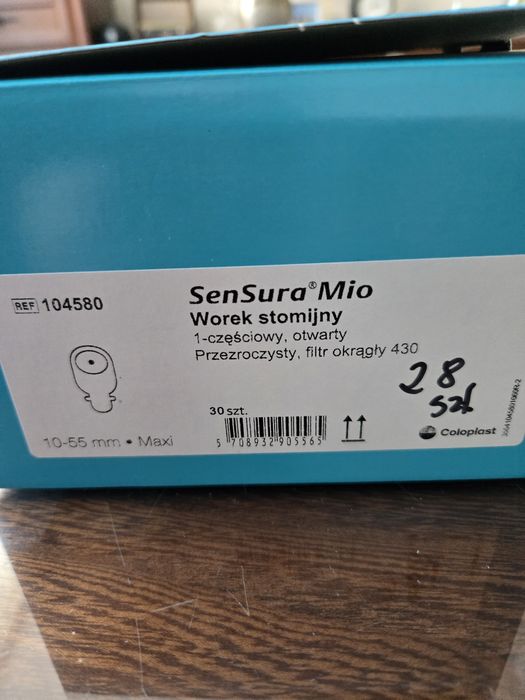 REF 104580
SenSura® Mio
Worek stomijny
1-częściowy, otwarty
Przezroczysty, filtr okrągły 430
28
szt
30 szt.
5 708932 905565
10-55 mm • Maxi
Coloplast